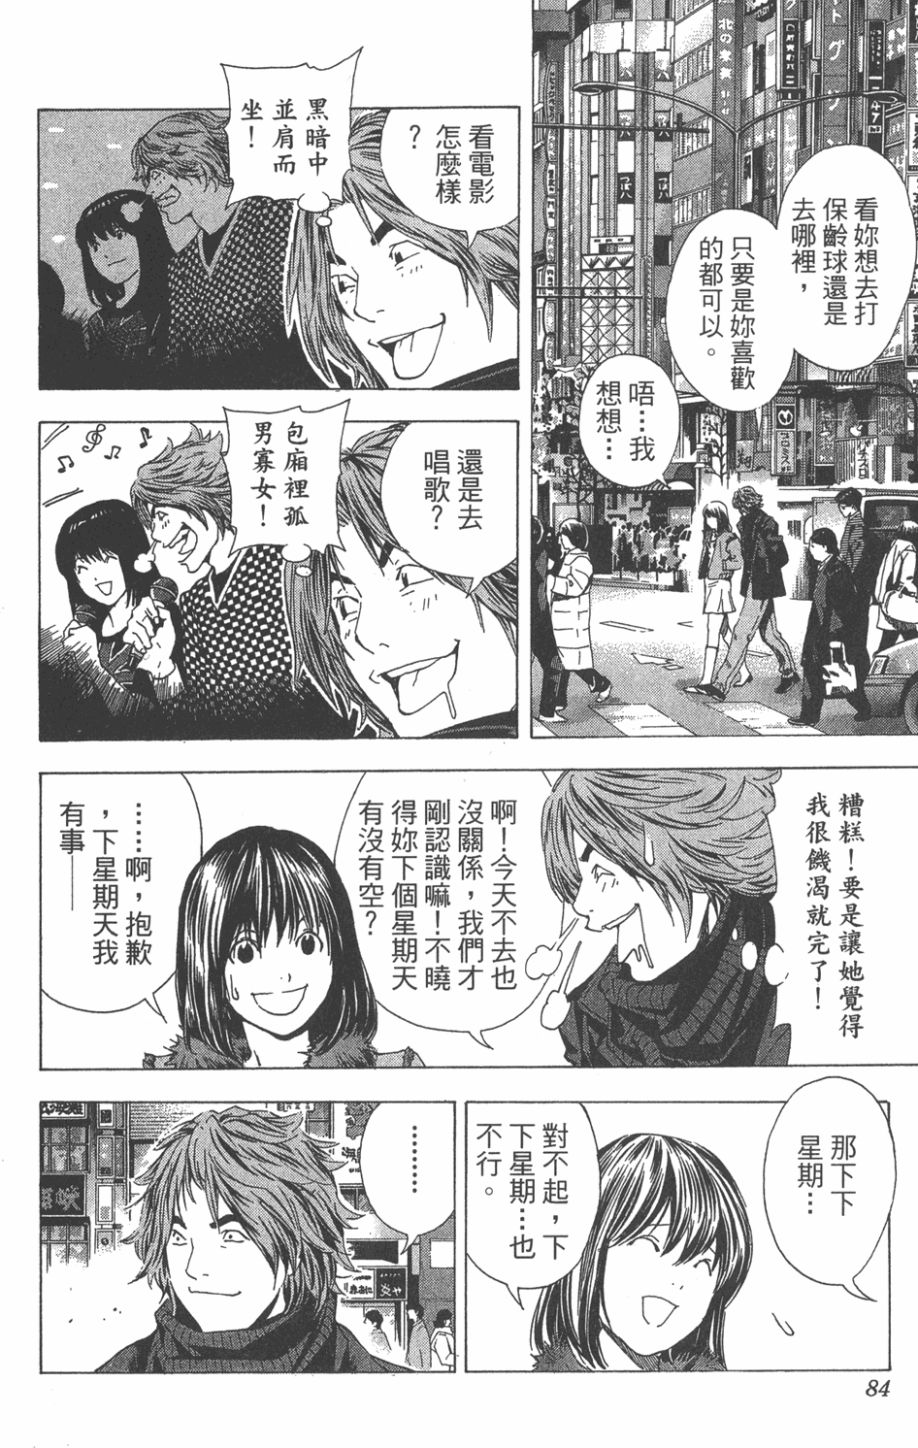 看妳想去打
保齡球還是
去哪裡，
只要是妳喜歡
的都可以。
唔…我
想想…
看電影
怎麼樣
？
黑暗中
並肩而
坐！
還是去
唱歌？
包廂裡孤
男寡女！
糟糕！要是讓她覺得
我很饑渴就完了！
啊！今天不去也
沒關係，我們才
剛認識嘛！不曉
得妳下個星期天
有沒有空？
……啊，抱歉
，下星期天我
有事——
那下下
星期…
對不起，下
下星期…也
不行。
………
84